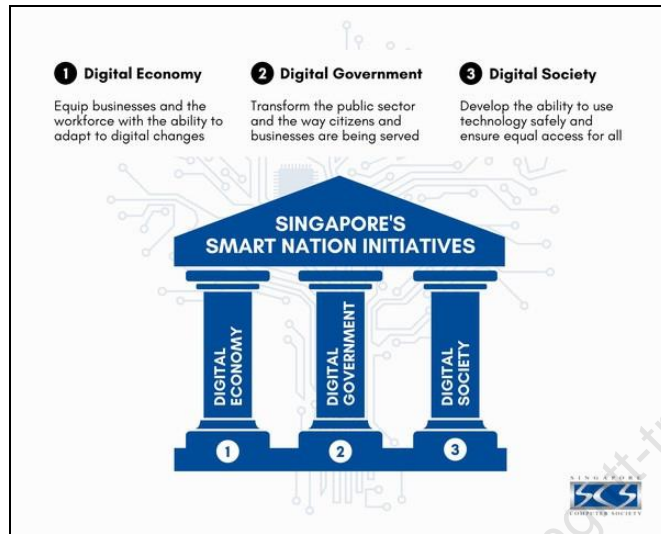 1 Digital Economy
Equip businesses and the
workforce with the ability to
adapt to digital changes
2 Digital Government
Transform the public sector
and the way citizens and
businesses are being served
3 Digital Society
Develop the ability to use
technology safely and
ensure equal access for all
SINGAPORE'S
SMART NATION INITIATIVES
DIGITAL
ECONOMY
DIGITAL
GOVERNMENT
DIGITAL
SOCIETY
1
2
3
SINGAPORE
SCS
COMPUTER SOCIETY